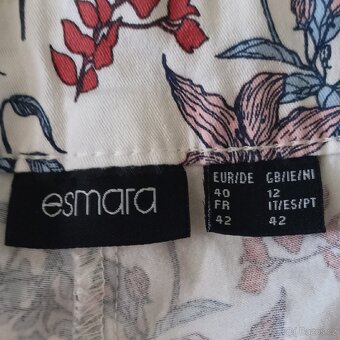 esmara
EUR/DE GB/IE/NI
40 12
FR IT/ES/PT
42 42